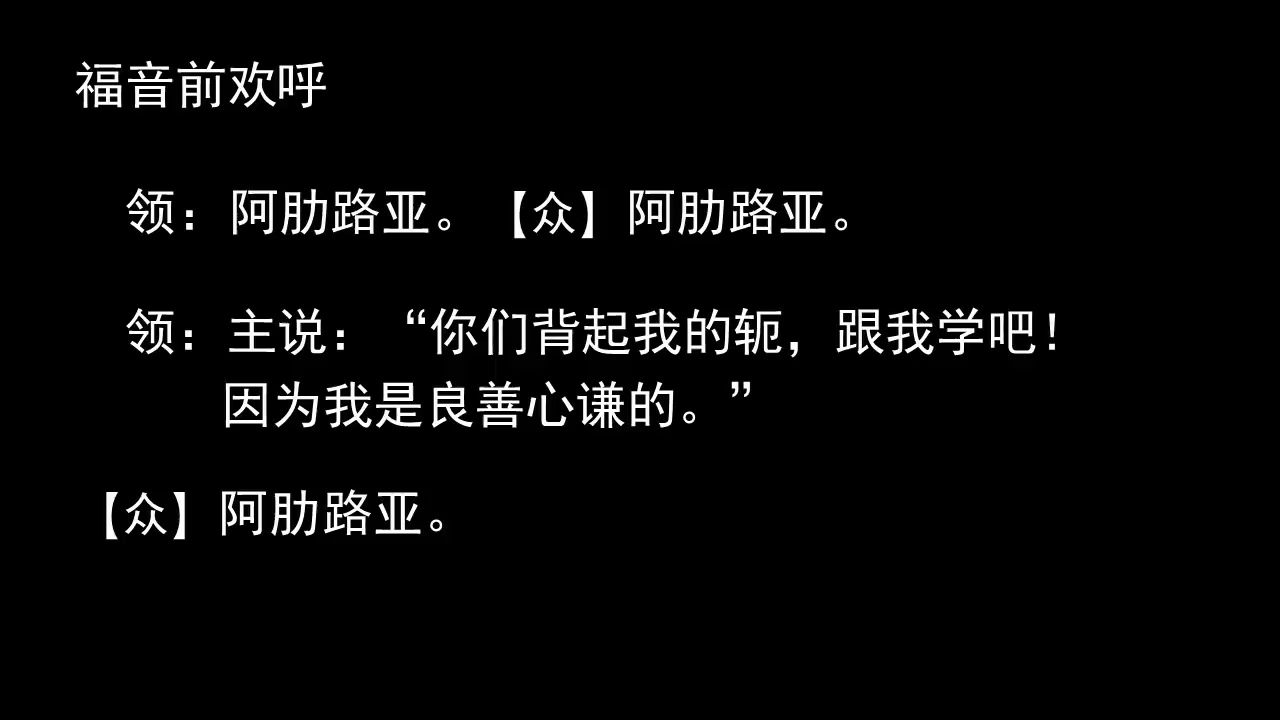 福音前欢呼
领：阿肋路亚。【众】阿肋路亚。
领：主说：“你们背起我的轭，跟我学吧！
因为我是良善心谦的。”
【众】阿肋路亚。